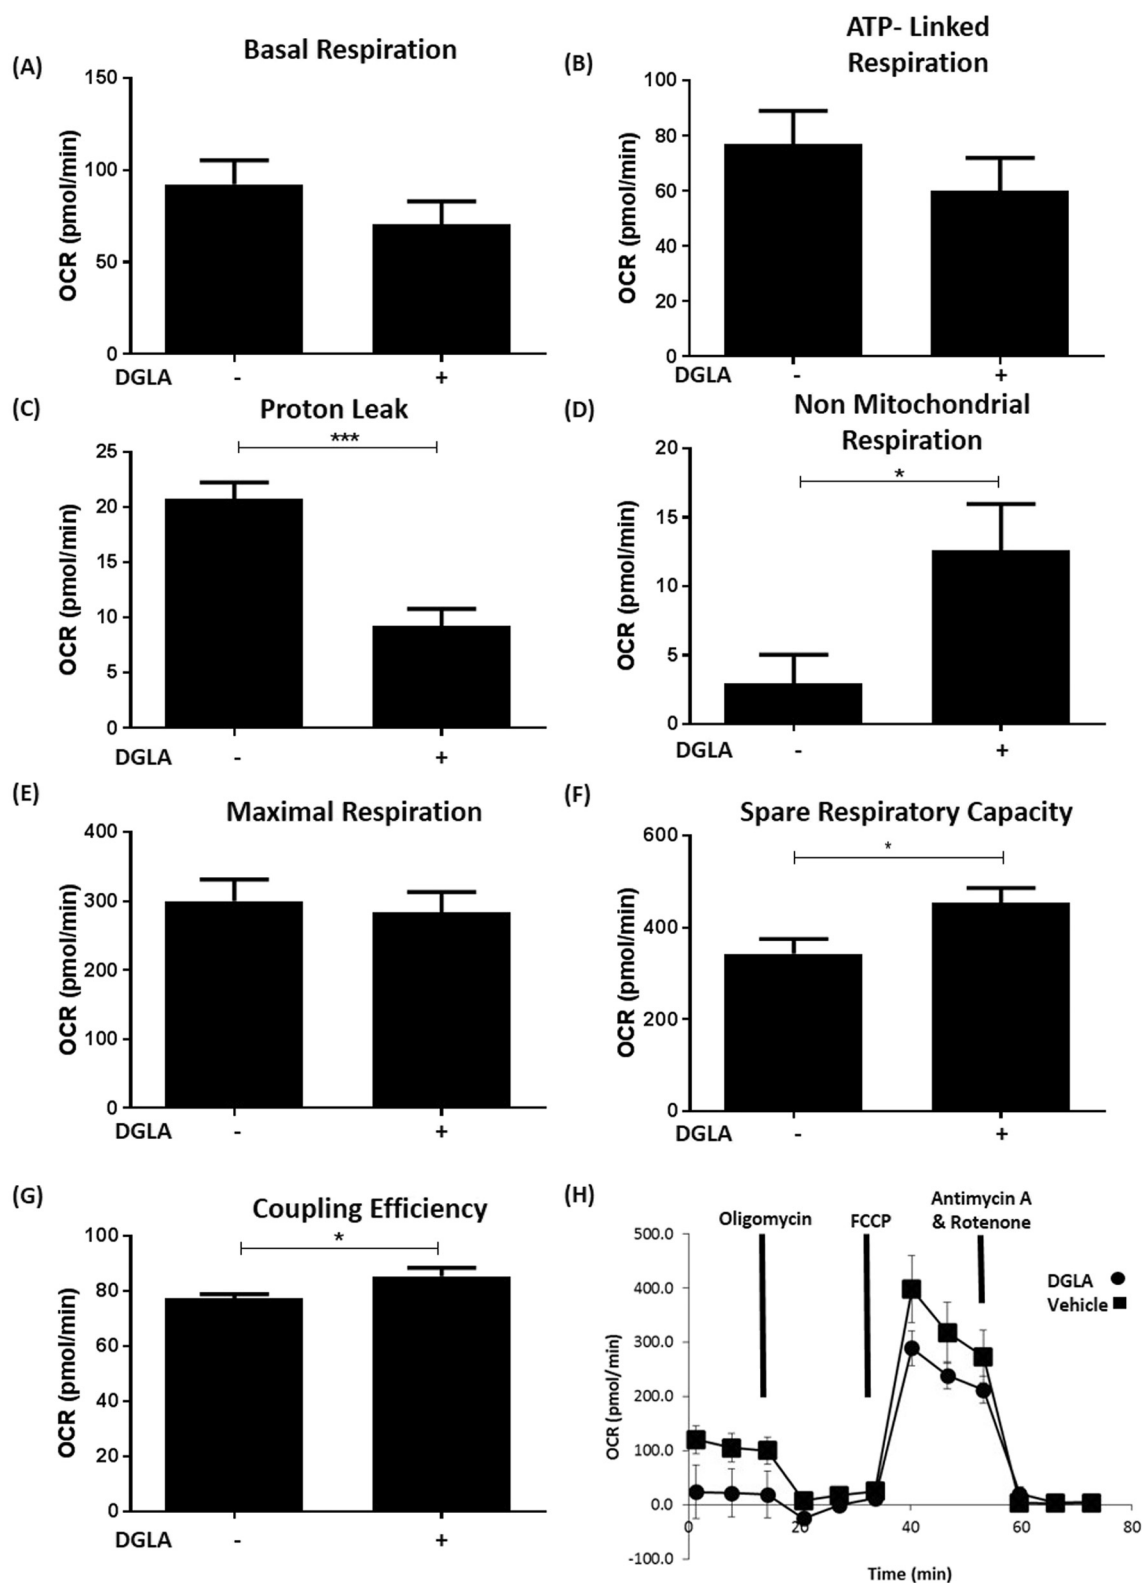 (A)
Basal Respiration
150
100
50
0
OCR (pmol/min)
DGLA - +
(B)
ATP- Linked
Respiration
100
80
60
40
20
0
OCR (pmol/min)
DGLA - +
(C)
Proton Leak
***
25
20
15
10
5
0
OCR (pmol/min)
DGLA - +
(D)
Non Mitochondrial
Respiration
*
20
15
10
5
0
OCR (pmol/min)
DGLA - +
(E)
Maximal Respiration
400
300
200
100
0
OCR (pmol/min)
DGLA - +
(F)
Spare Respiratory Capacity
*
600
400
200
0
OCR (pmol/min)
DGLA - +
(G)
Coupling Efficiency
*
100
80
60
40
20
0
OCR (pmol/min)
DGLA - +
(H)
Oligomycin
FCCP
Antimycin A
& Rotenone
DGLA
Vehicle
500.0
400.0
300.0
200.0
100.0
0.0
-100.0
OCR (pmol/min)
0 20 40 60 80
Time (min)